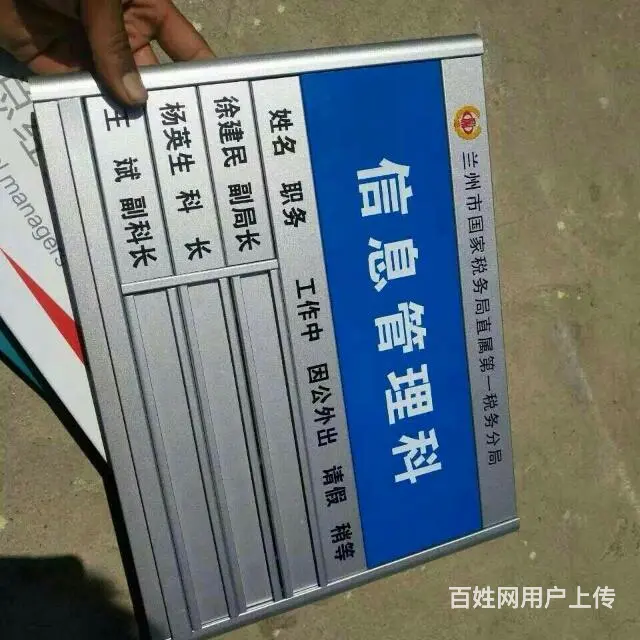 兰州市国家税务局直属第一税务分局
信息管理科
姓名 职务 工作中 因公外出 请假 稍等
徐建民 副局长
杨英生 科长
王斌 副科长
managers
百姓网用户上传